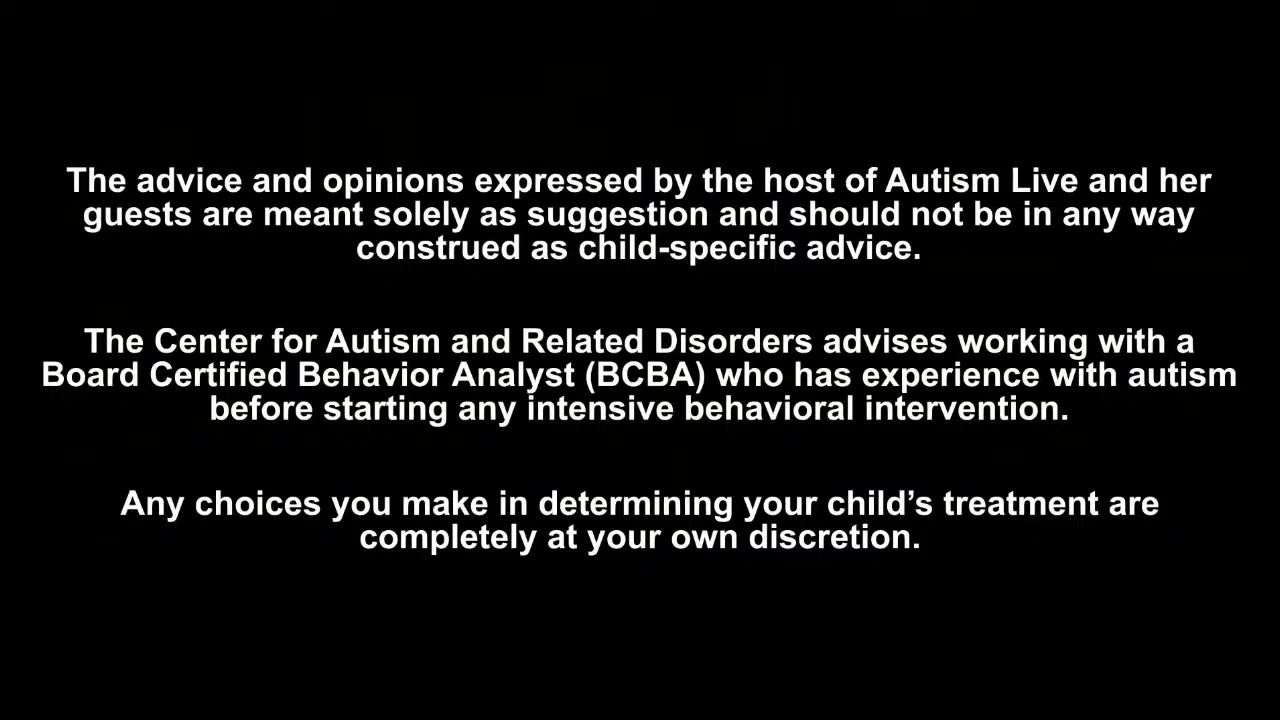 The advice and opinions expressed by the host of Autism Live and her
guests are meant solely as suggestion and should not be in any way
construed as child-specific advice.
The Center for Autism and Related Disorders advises working with a
Board Certified Behavior Analyst (BCBA) who has experience with autism
before starting any intensive behavioral intervention.
Any choices you make in determining your child’s treatment are
completely at your own discretion.